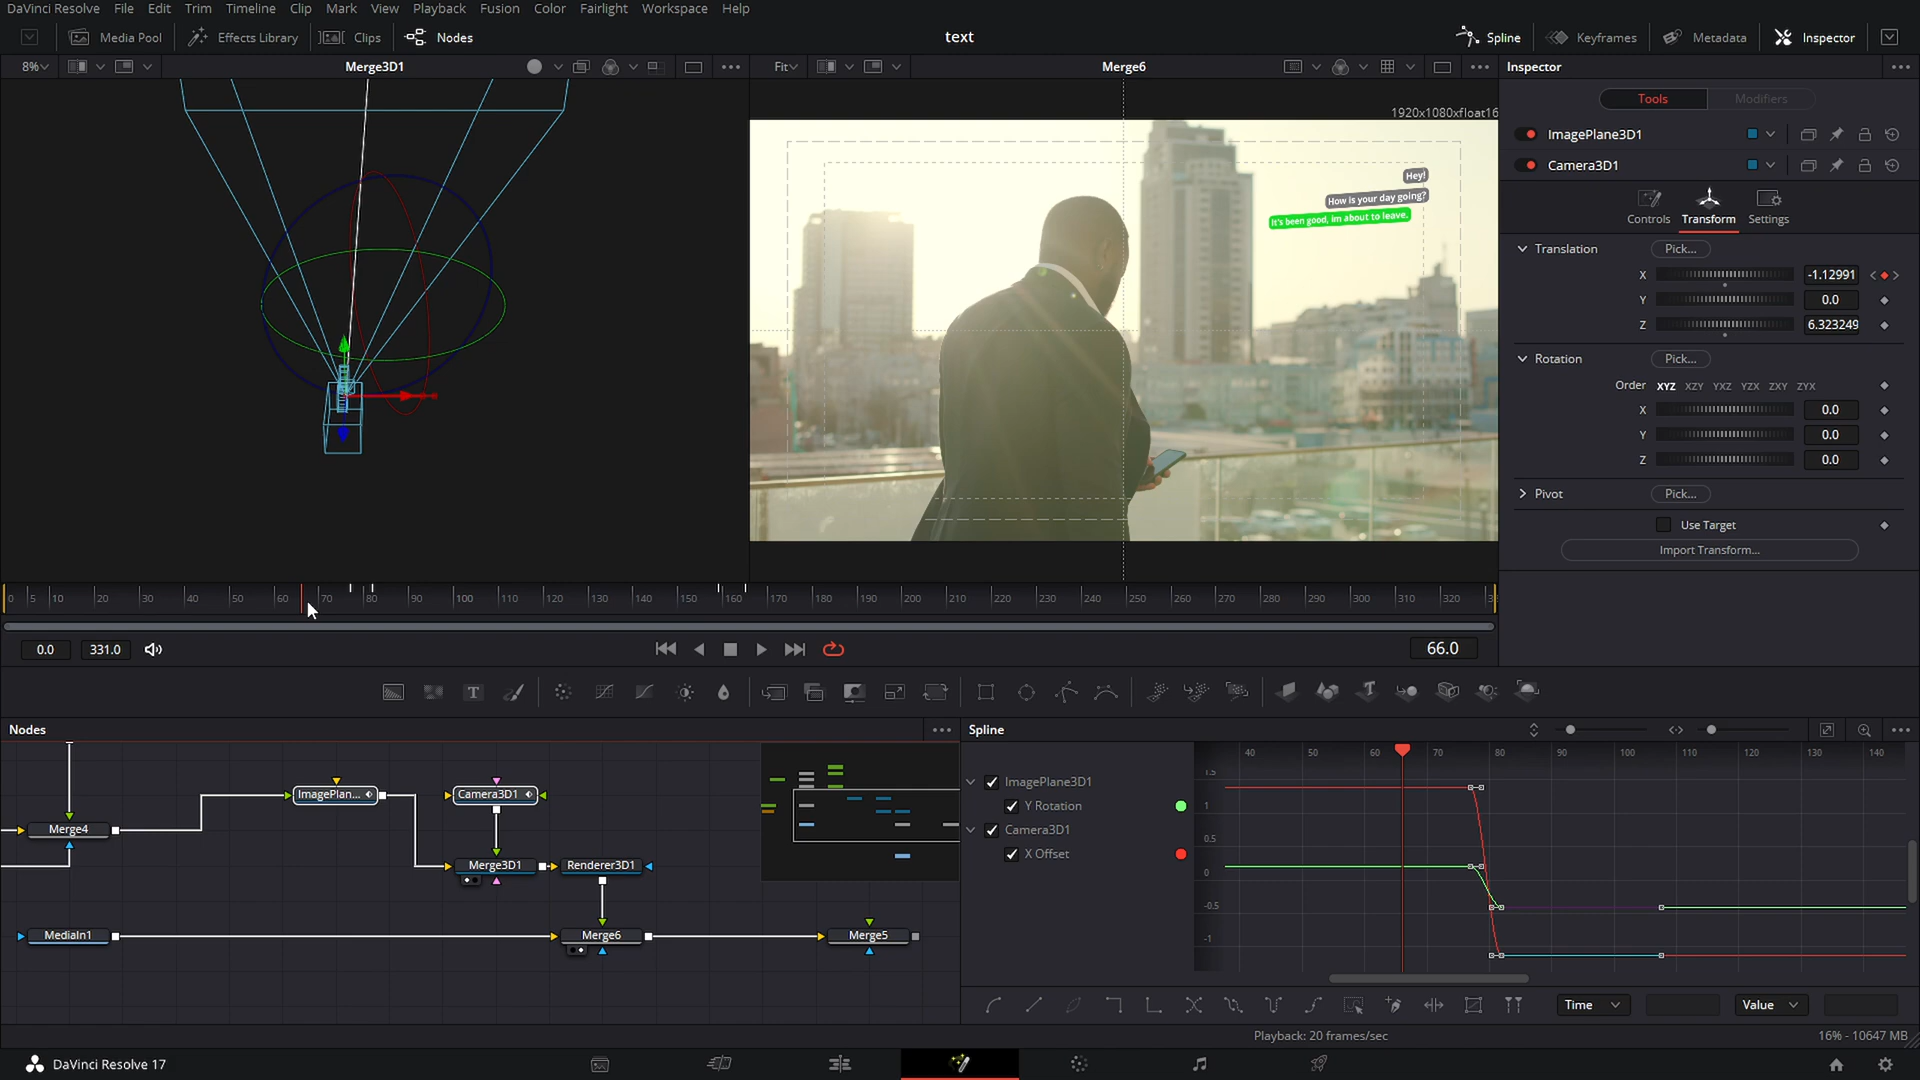 DaVinci Resolve File Edit Trim Timeline Clip Mark View Playback Fusion Color Fairlight Workspace Help
Media Pool Effects Library Clips Nodes text Spline Keyframes Metadata Inspector
8% Merge3D1 Fit Merge6 Inspector
Tools Modifiers
1920x1080xfloat16
ImagePlane3D1
Camera3D1
Hey!
How is your day going?
It's been good, im about to leave.
Controls Transform Settings
Translation Pick...
X -1.12991
Y 0.0
Z 6.323249
Rotation Pick...
Order XYZ XZY YXZ YZX ZXY ZYX
X 0.0
Y 0.0
Z 0.0
Pivot Pick...
Use Target
Import Transform...
0 5 10 20 30 40 50 60 70 80 90 100 110 120 130 140 150 160 170 180 190 200 210 220 230 240 250 260 270 280 290 300 310 320
0.0 331.0 66.0
Nodes Spline
40 50 60 70 80 90 100 110 120 130 140
ImagePlane3D1
Y Rotation
Camera3D1
X Offset
1.5
1
0.5
0
-0.5
-1
ImagePlan... Camera3D1
Merge4
Merge3D1 Renderer3D1
MediaIn1 Merge6 Merge5
Time Value
Playback: 20 frames/sec 16% - 10647 MB
DaVinci Resolve 17